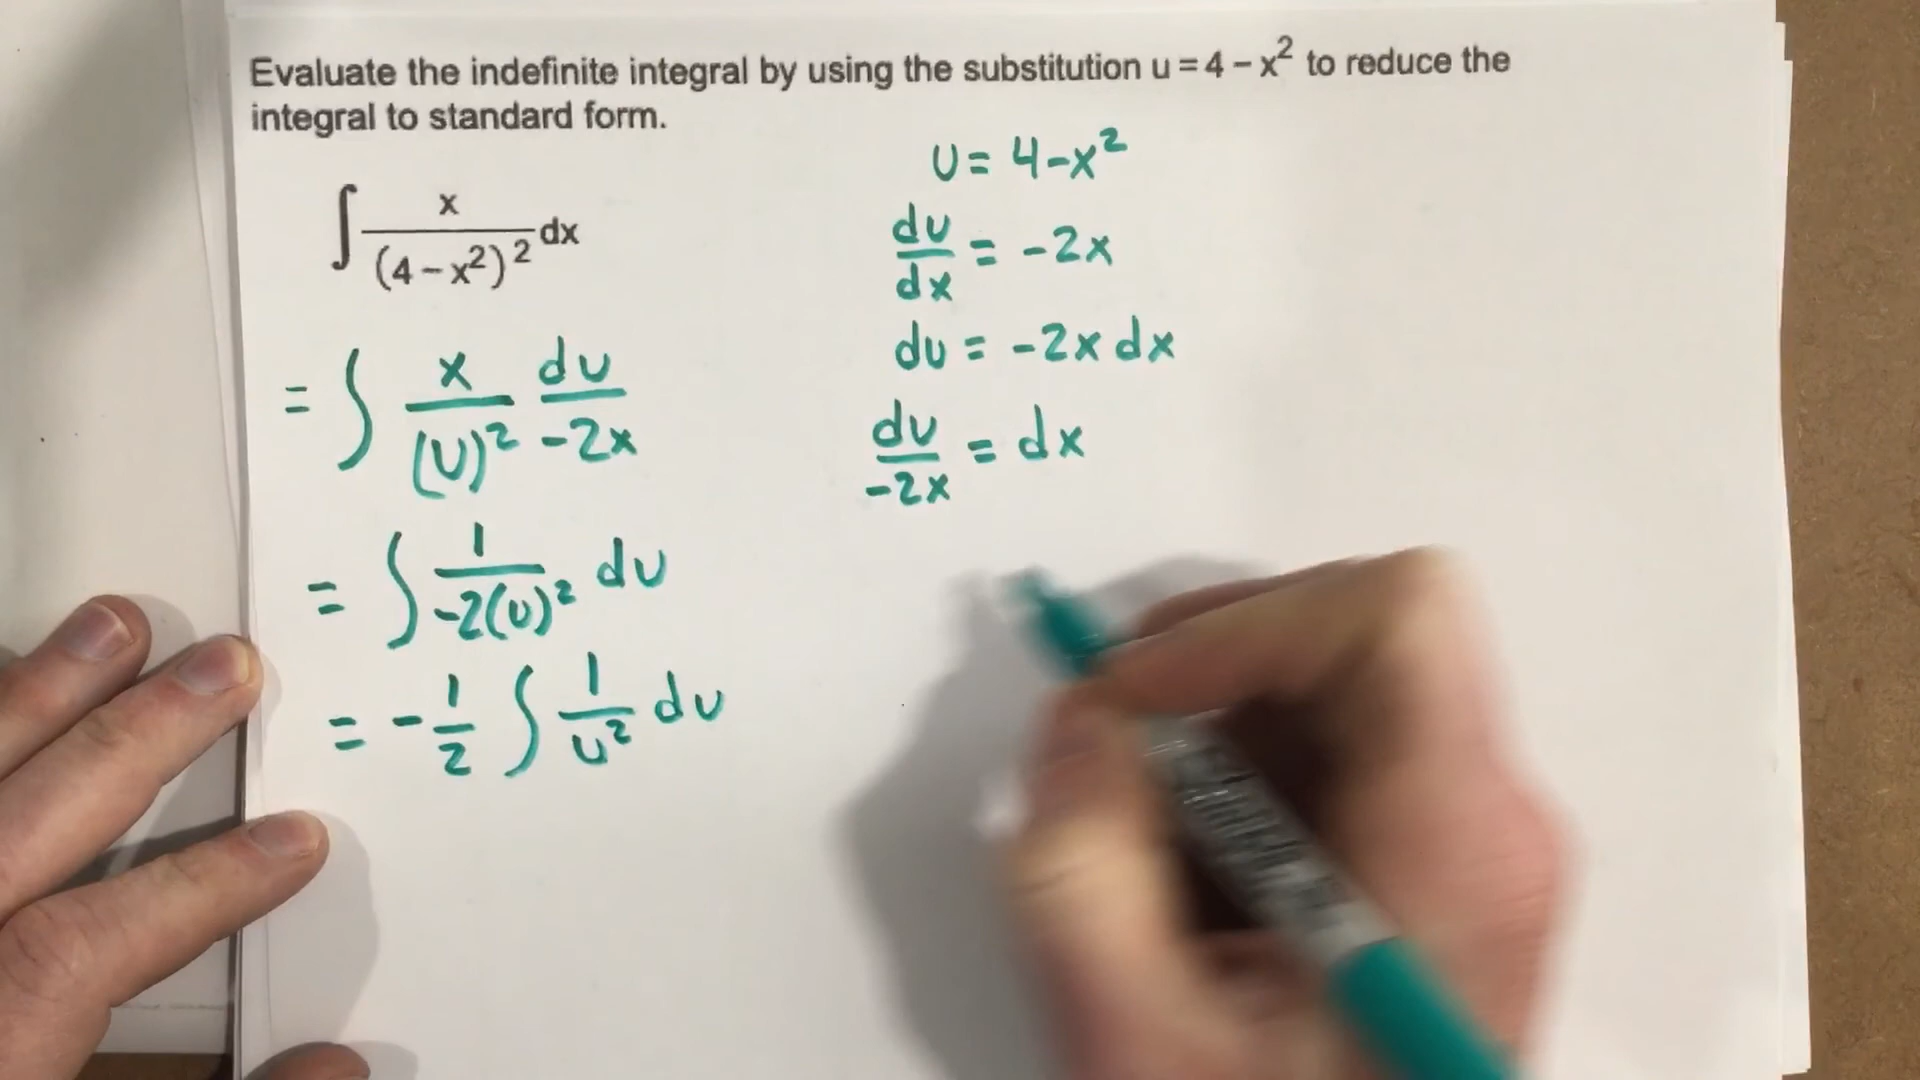 Evaluate the indefinite integral by using the substitution u = 4 – x² to reduce the
integral to standard form.
∫ x/(4 – x²)² dx
= ∫ x/(U)² du/-2x
= ∫ 1/-2(U)² du
= -1/2 ∫ 1/u² du
U = 4-x²
du/dx = -2x
du = -2x dx
du/-2x = dx